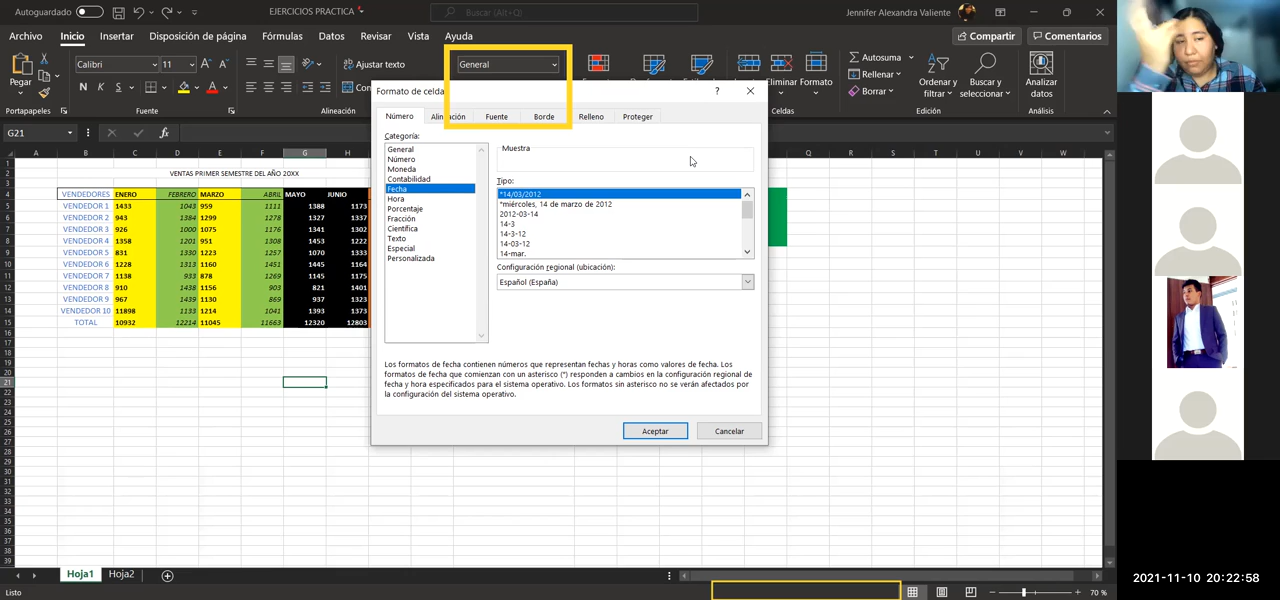 Autoguardado
EJERCICIOS PRACTICA
Buscar (Alt+Q)
Jennifer Alexandra Valiente
Archivo Inicio Insertar Disposición de página Fórmulas Datos Revisar Vista Ayuda
Compartir Comentarios
Pegar
Calibri 11
Ajustar texto
General
Autosuma
Rellenar
Borrar
Eliminar Formato
Ordenar y filtrar
Buscar y seleccionar
Analizar datos
N K S
Portapapeles Fuente Alineación Celdas Edición Análisis
G21
fx
A B C D E F G H Q R S T U V W
VENTAS PRIMER SEMESTRE DEL AÑO 20XX
VENDEDORES ENERO FEBRERO MARZO ABRIL MAYO JUNIO
VENDEDOR 1 1433 1043 959 1111 1388 1173
VENDEDOR 2 943 1384 1299 1278 1308 1337
VENDEDOR 3 926 1000 1075 1176 1341 1302
VENDEDOR 4 1358 1201 951 1308 1453 1222
VENDEDOR 5 831 1330 1223 1257 1070 1333
VENDEDOR 6 1228 1313 1160 1451 1445 1164
VENDEDOR 7 1138 933 878 1269 1145 1175
VENDEDOR 8 910 1438 1156 903 821 1401
VENDEDOR 9 967 1439 1130 869 937 1323
VENDEDOR 10 11898 1133 1214 1041 1393 1373
TOTAL 10932 12214 11045 11663 12320 12803
Formato de celda
?
Número Alineación Fuente Borde Relleno Proteger
Categoría:
General
Número
Moneda
Contabilidad
Fecha
Hora
Porcentaje
Fracción
Científica
Texto
Especial
Personalizada
Muestra
Tipo:
*14/03/2012
*miércoles, 14 de marzo de 2012
2012-03-14
14-3
14-3-12
14-03-12
14-mar.
Configuración regional (ubicación):
Español (España)
Los formatos de fecha contienen números que representan fechas y horas como valores de fecha. Los
formatos de fecha que comienzan con un asterisco (*) responden a cambios en la configuración regional de
fecha y hora especificados para el sistema operativo. Los formatos sin asterisco no se verán afectados por
la configuración del sistema operativo.
Aceptar Cancelar
Hoja1 Hoja2
Listo
70 %
2021-11-10 20:22:58